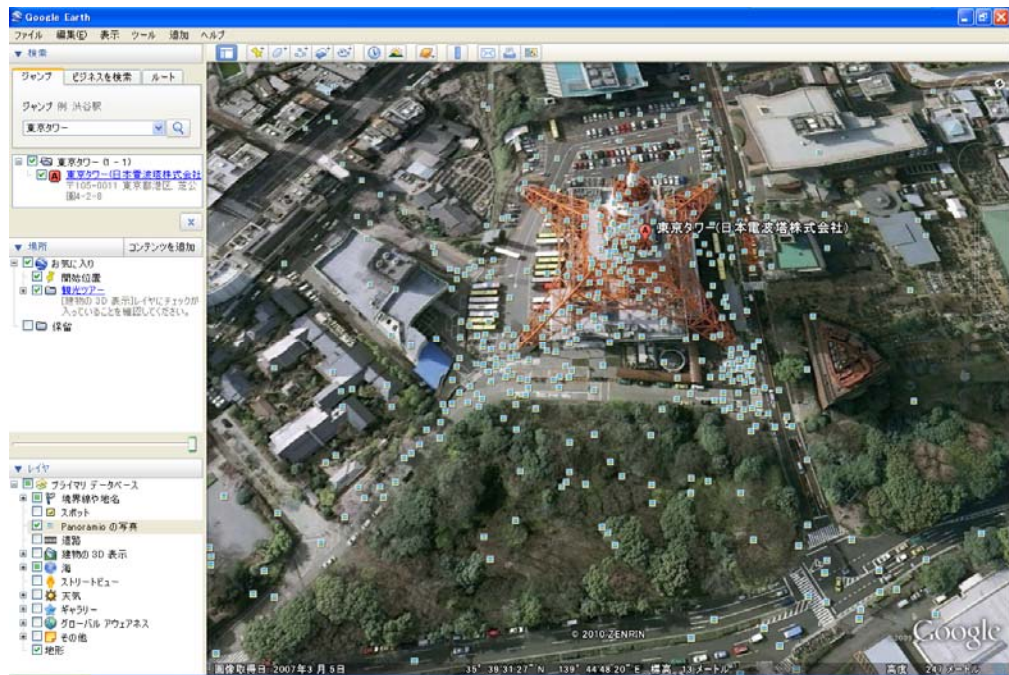 Google Earth
ファイル 編集(E) 表示 ツール 追加 ヘルプ
▼ 検索
ジャンプ ビジネスを検索 ルート
ジャンプ 例: 渋谷駅
東京タワー
東京タワー (1 - 1)
東京タワー(日本電波塔株式会社
〒105-0011 東京都港区 芝公
園4-2-8
▼ 場所 コンテンツを追加
お気に入り
開始位置
観光ツアー
[建物の 3D 表示]レイヤにチェックが
入っていることを確認してください。
保留
▼ レイヤ
プライマリ データベース
境界線や地名
スポット
Panoramio の写真
道路
建物の 3D 表示
海
ストリートビュー
天気
ギャラリー
グローバル アウェアネス
その他
地形
A 東京タワー(日本電波塔株式会社)
© 2010 ZENRIN
©2009 Google
画像取得日 2007年3月 5日 35° 39'31.27" N 139° 44'48.20" E 標高 13 メートル 高度 247 メートル